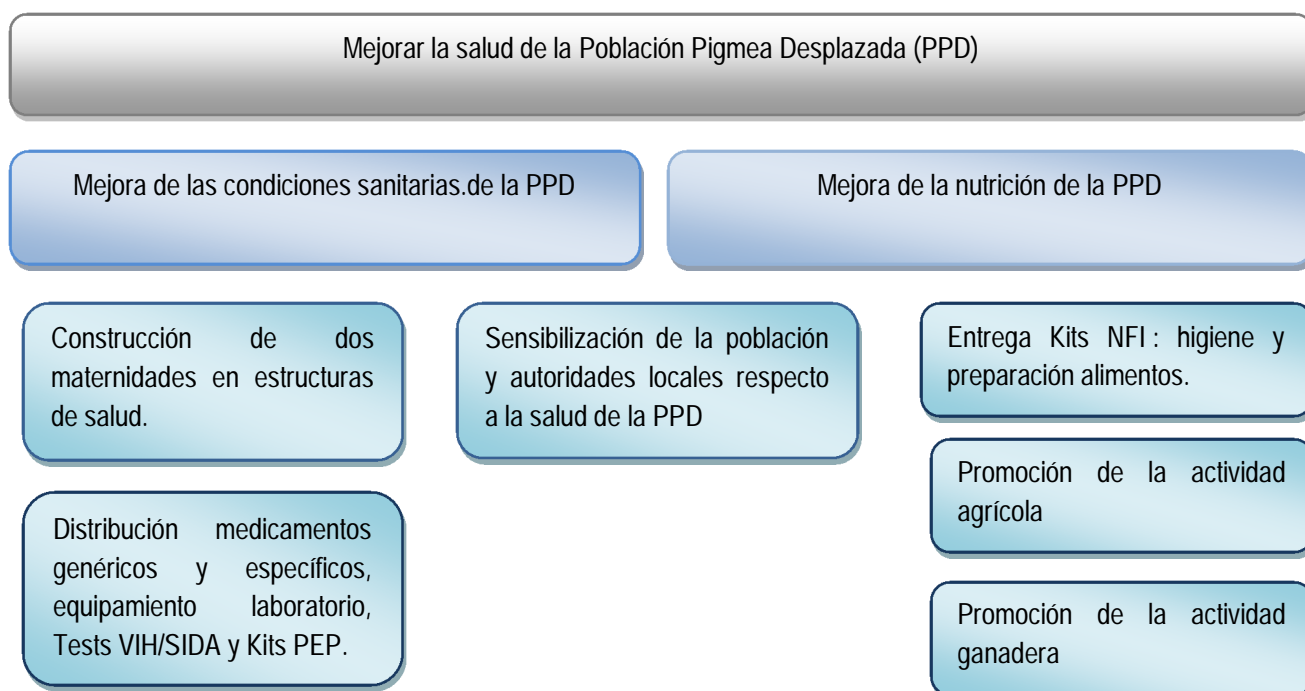 Mejorar la salud de la Población Pigmea Desplazada (PPD)
Mejora de las condiciones sanitarias.de la PPD
Mejora de la nutrición de la PPD
Construcción de dos
maternidades en estructuras
de salud.
Distribución medicamentos
genéricos y específicos,
equipamiento laboratorio,
Tests VIH/SIDA y Kits PEP.
Sensibilización de la población
y autoridades locales respecto
a la salud de la PPD
Entrega Kits NFI : higiene y
preparación alimentos.
Promoción de la actividad
agrícola
Promoción de la actividad
ganadera